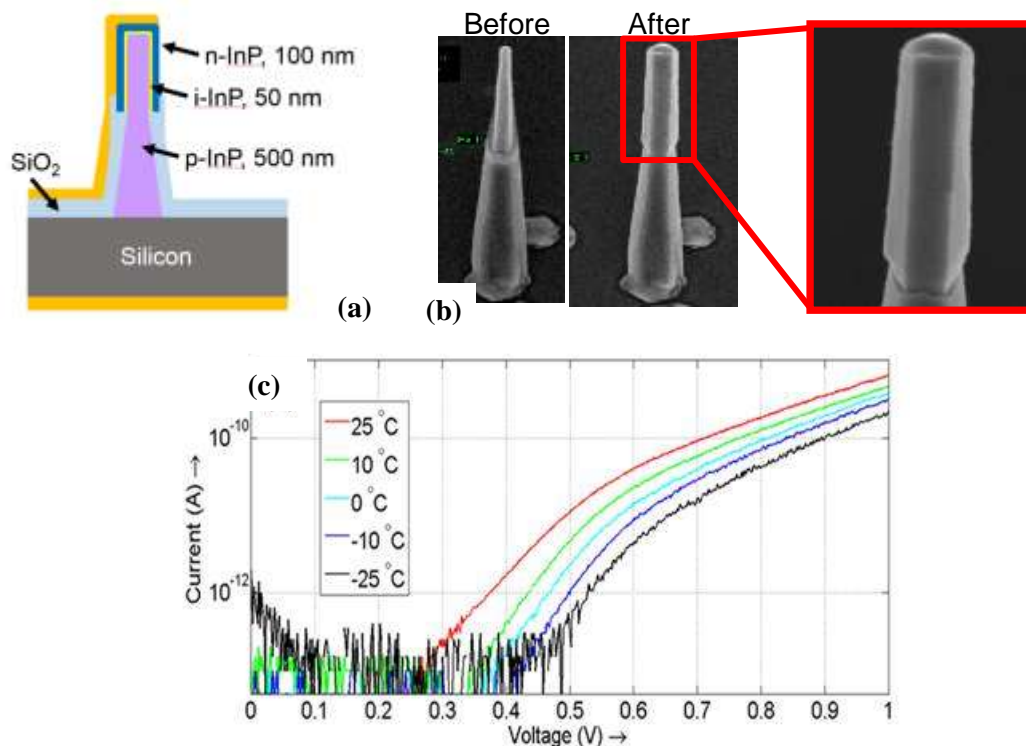 n-InP, 100 nm
i-InP, 50 nm
p-InP, 500 nm
SiO₂
Silicon
(a)
Before
After
(b)
(c)
25 °C
10 °C
0 °C
-10 °C
-25 °C
Current (A) →
10⁻¹⁰
10⁻¹²
0 0.1 0.2 0.3 0.4 0.5 0.6 0.7 0.8 0.9 1
Voltage (V) →